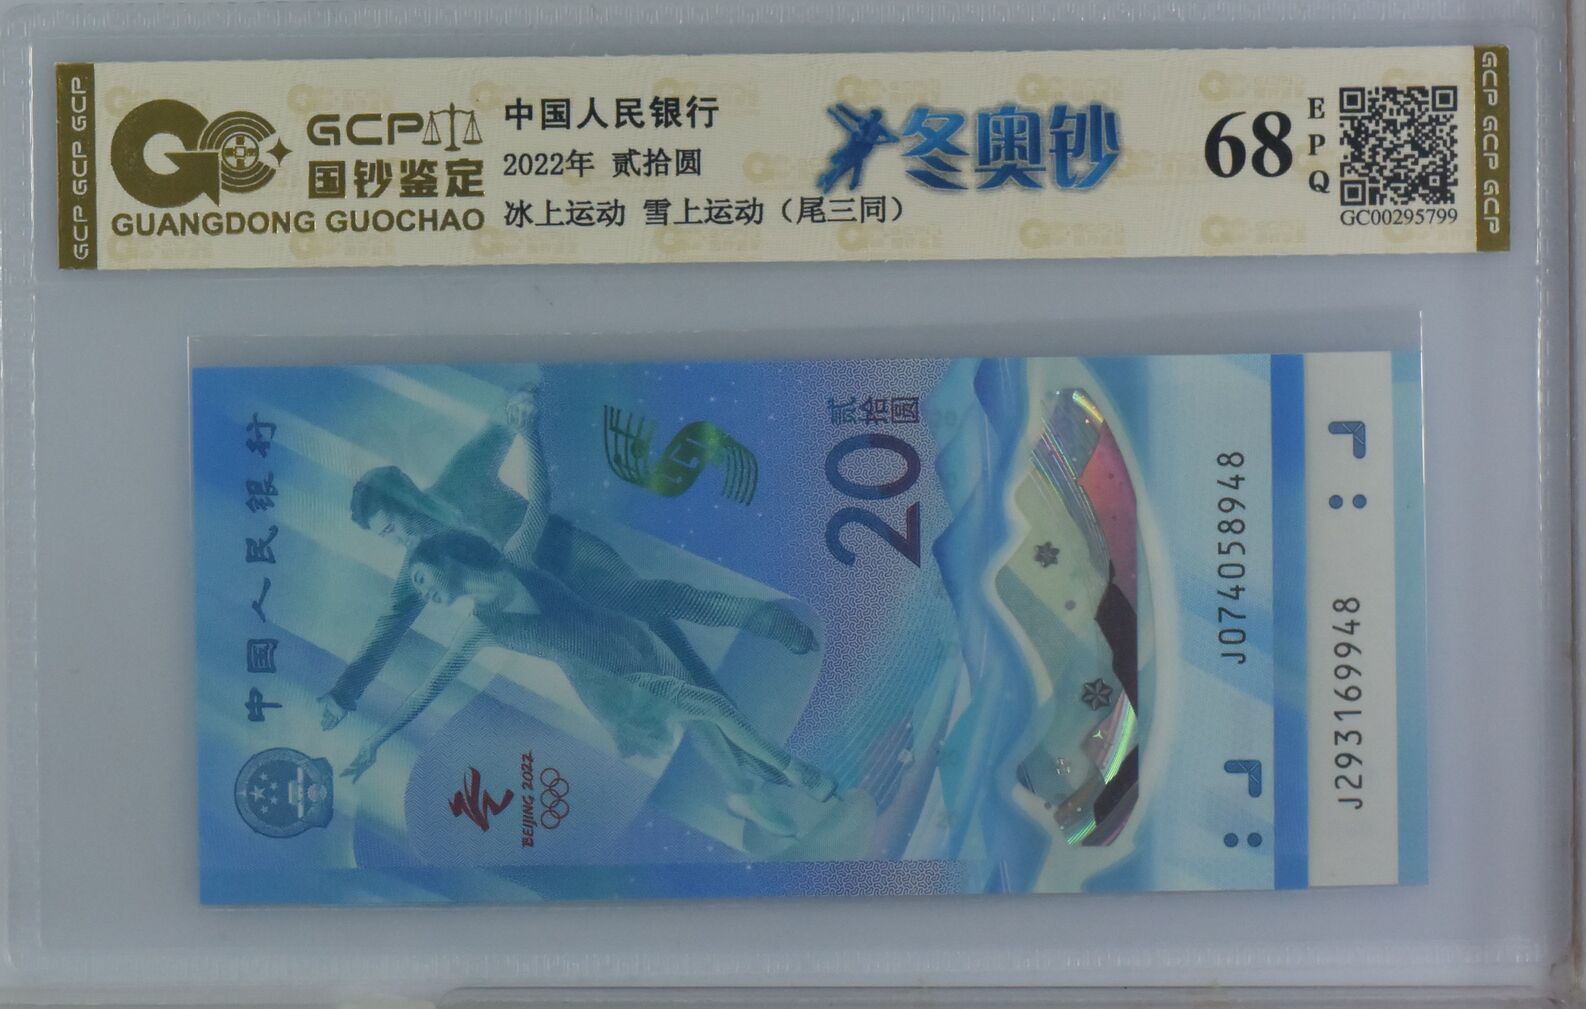 GCP GCP GCP
GCP
国钞鉴定
GUANGDONG GUOCHAO
中国人民银行
2022年 贰拾圆
冰上运动 雪上运动（尾三同）
冬奥钞
68
EPQ
GC00295799
GCP GCP GCP
中国人民银行
BEIJING 2022
贰拾圆
20
J074058948
J293169948